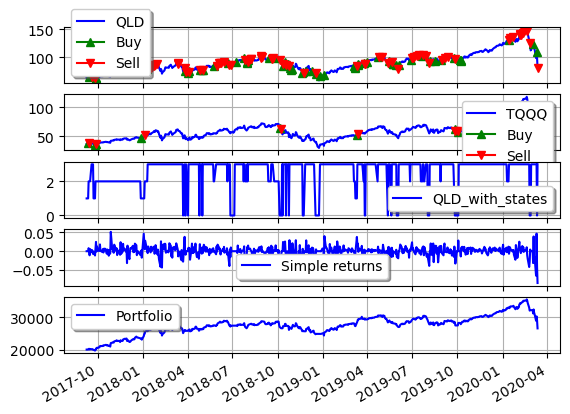 150
100
QLD
Buy
Sell
100
50
TQQQ
Buy
Sell
2
0
QLD_with_states
0.05
0.00
−0.05
Simple returns
30000
20000
Portfolio
2017-10 2018-01 2018-04 2018-07 2018-10 2019-01 2019-04 2019-07 2019-10 2020-01 2020-04